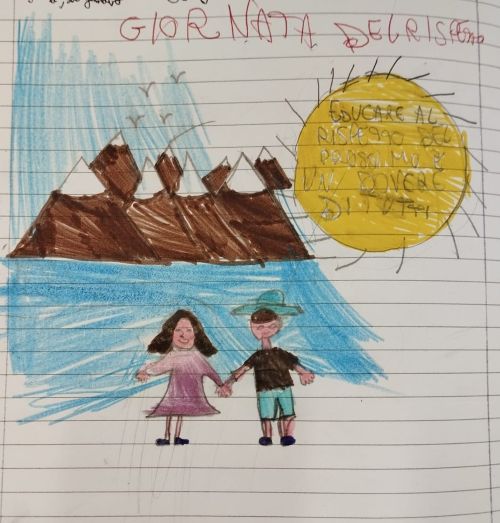 GIORNATA DEL RISPETTO
EDUCARE AL
RISPETTO DEL
PROSSIMO È
UN DOVERE
DI TUTTI